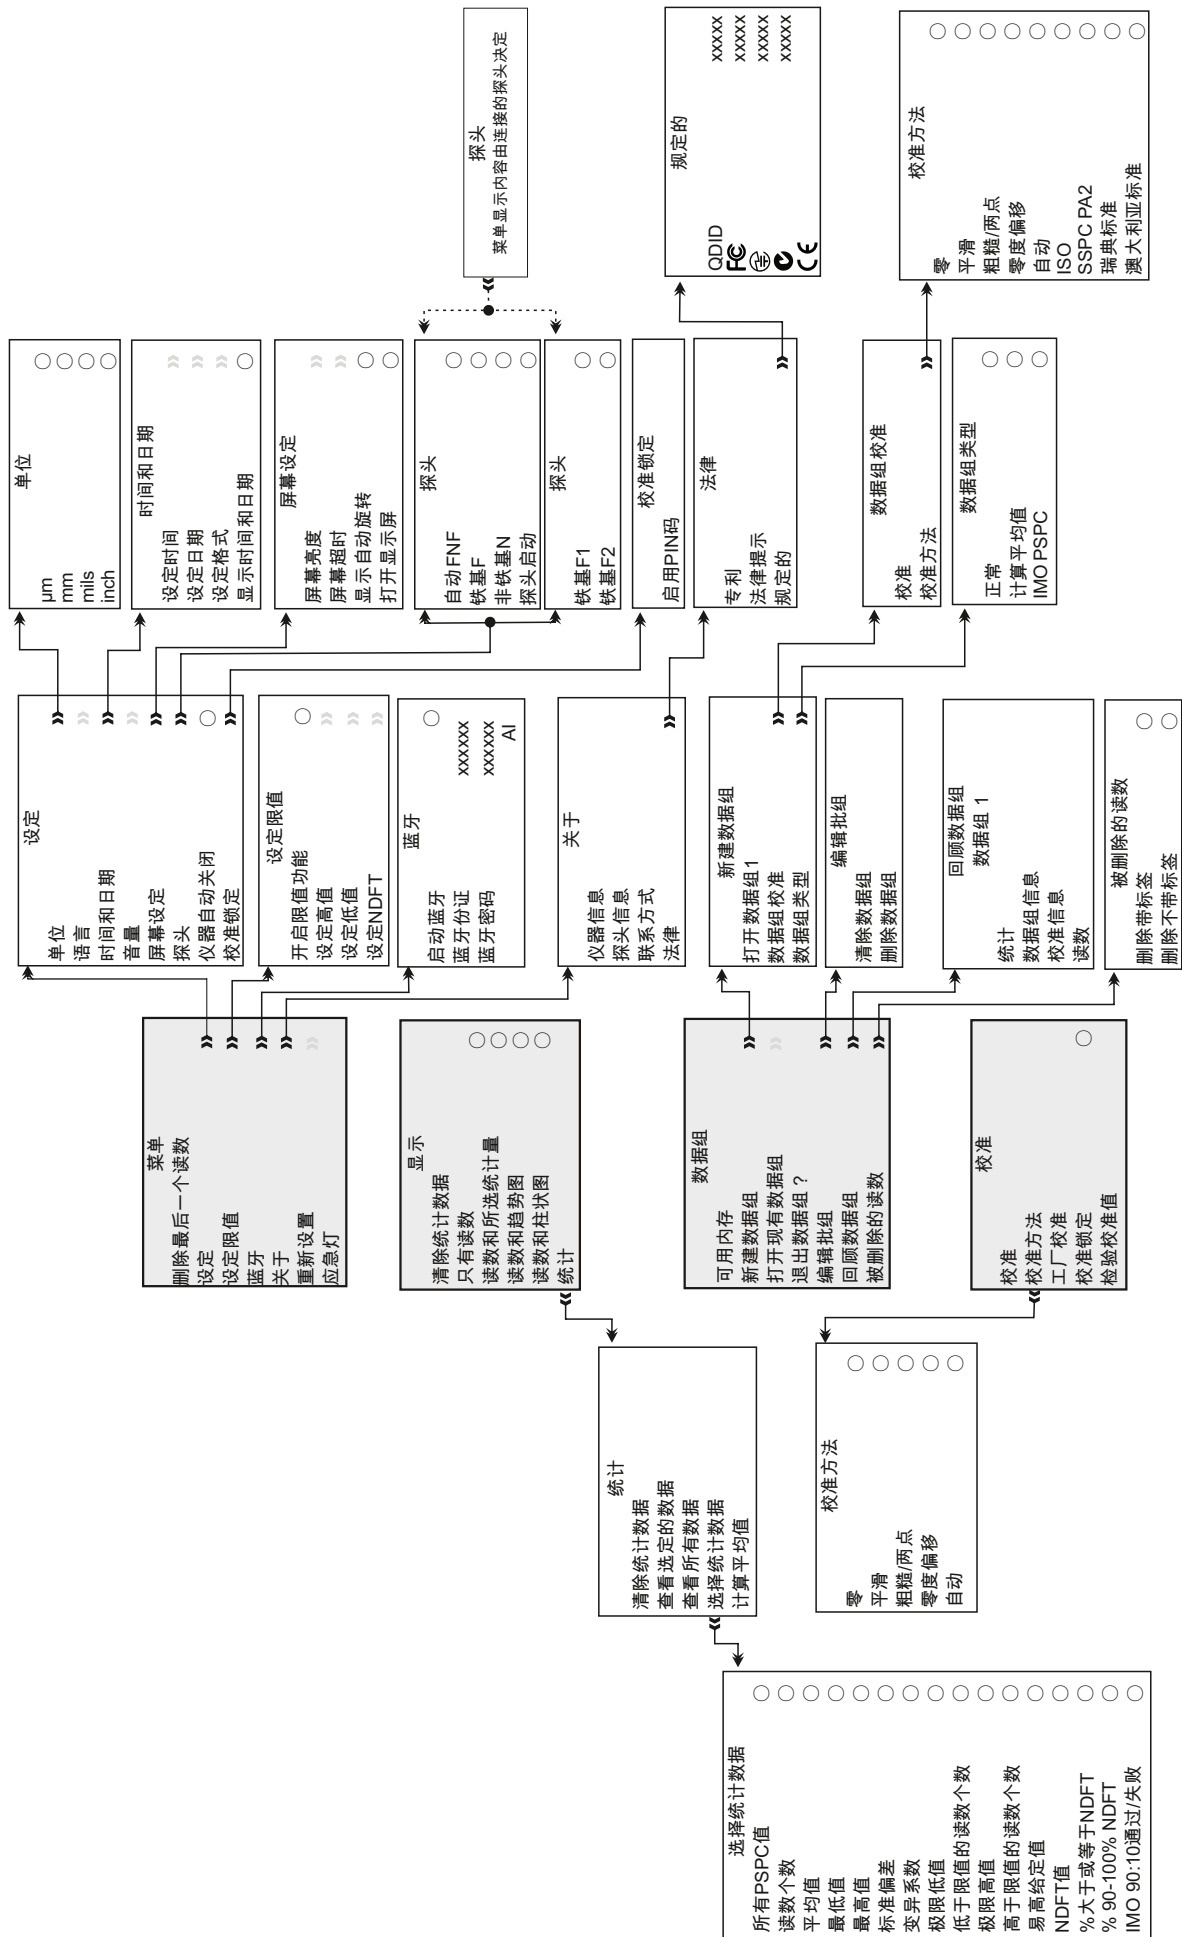 选择统计数据
所有PSPC值
读数个数
平均值
最低值
最高值
标准偏差
变异系数
极限低值
低于限值的读数个数
极限高值
高于限值的读数个数
易高给定值
NDFT值
%大于或等于NDFT
% 90-100% NDFT
IMO 90:10通过/失败
统计
清除统计数据
查看选定的数据
查看所有数据
选择统计数据
计算平均值
校准方法
零
平滑
粗糙/两点
零度偏移
自动
菜单
删除最后一个读数
设定
设定限值
蓝牙
关于
重新设置
应急灯
显示
清除统计数据
只有读数
读数和所选统计量
读数和趋势图
读数和柱状图
统计
数据组
可用内存
新建数据组
打开现有数据组
退出数据组？
编辑批组
回顾数据组
被删除的读数
校准
校准
校准方法
工厂校准
校准锁定
检验校准值
设定
单位
语言
时间和日期
音量
屏幕设定
探头
仪器自动关闭
校准锁定
设定限值
开启限值功能
设定高值
设定低值
设定NDFT
蓝牙
启动蓝牙
蓝牙份证 xxxxxx
蓝牙密码 xxxxxx
AI
关于
仪器信息
探头信息
联系方式
法律
新建数据组
打开数据组1
数据组校准
数据组类型
编辑批组
清除数据组
删除数据组
回顾数据组
数据组 1
统计
数据组信息
校准信息
读数
被删除的读数
删除带标签
删除不带标签
单位
µm
mm
mils
inch
时间和日期
设定时间
设定日期
设定格式
显示时间和日期
屏幕设定
屏幕亮度
屏幕超时
显示自动旋转
打开显示屏
探头
自动FNF
铁基F
非铁基N
探头启动
探头
铁基F1
铁基F2
校准锁定
启用PIN码
法律
专利
法律提示
规定的
数据组校准
校准
校准方法
数据组类型
正常
计算平均值
IMO PSPC
探头
菜单显示内容由连接的探头决定
规定的
QDID xxxxx
FC xxxxx
xxxxx
CE xxxxx
校准方法
零
平滑
粗糙/两点
零度偏移
自动
ISO
SSPC PA2
瑞典标准
澳大利亚标准